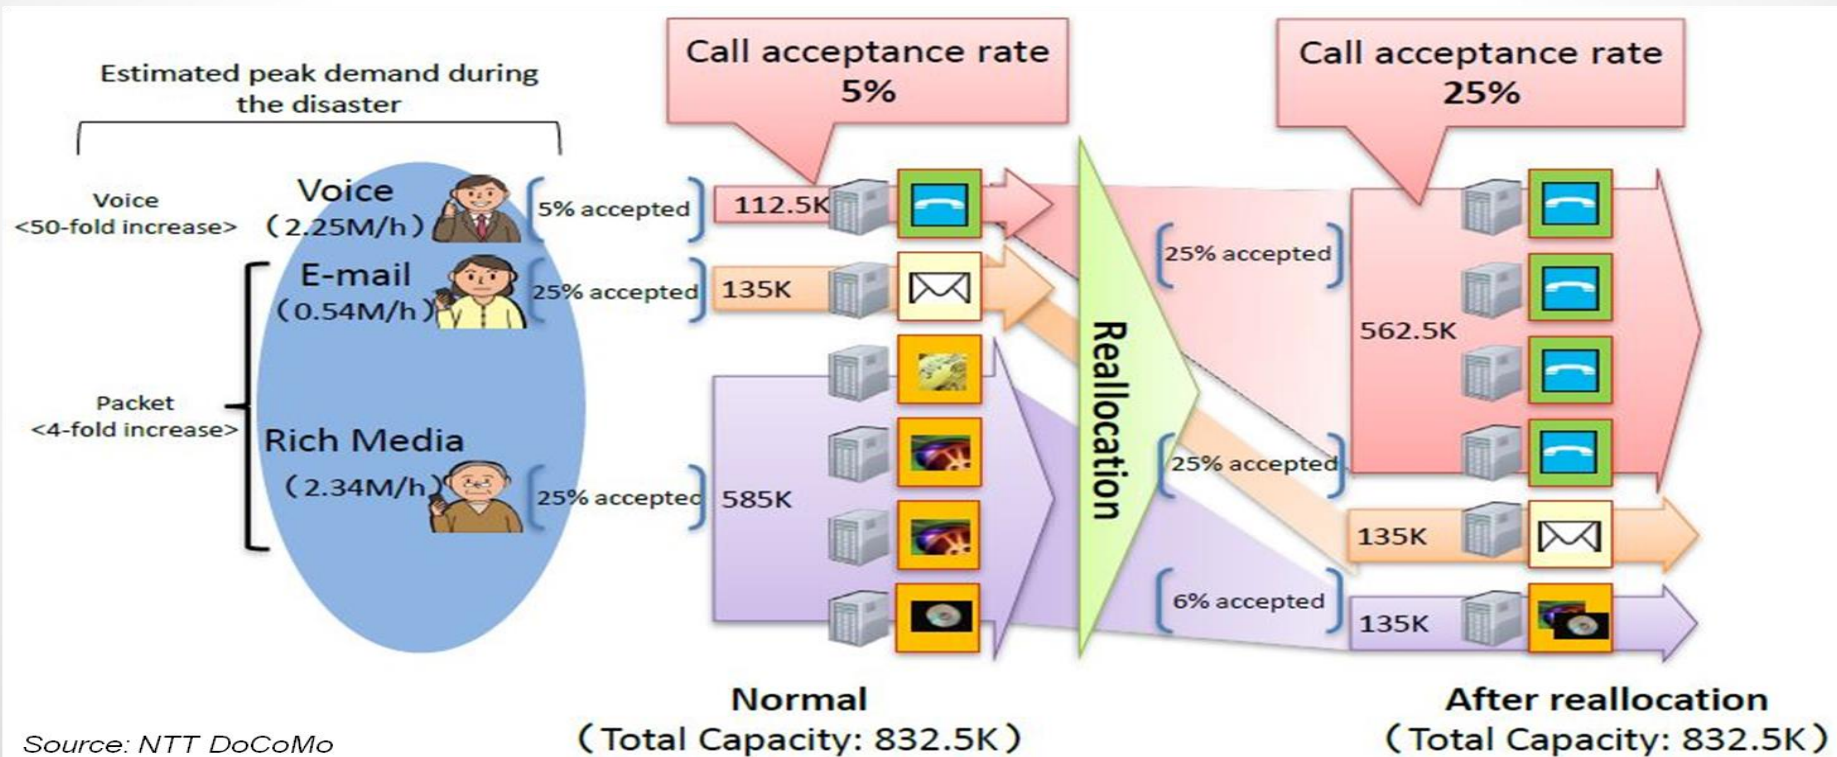 Estimated peak demand during
the disaster
Call acceptance rate
5%
Call acceptance rate
25%
Voice
<50-fold increase>
Voice
(2.25M/h)
5% accepted
112.5K
E-mail
(0.54M/h)
25% accepted
135K
Packet
<4-fold increase>
Rich Media
(2.34M/h)
25% accepted
585K
Reallocation
25% accepted
562.5K
25% accepted
135K
6% accepted
135K
Normal
(Total Capacity: 832.5K)
After reallocation
(Total Capacity: 832.5K)
Source: NTT DoCoMo